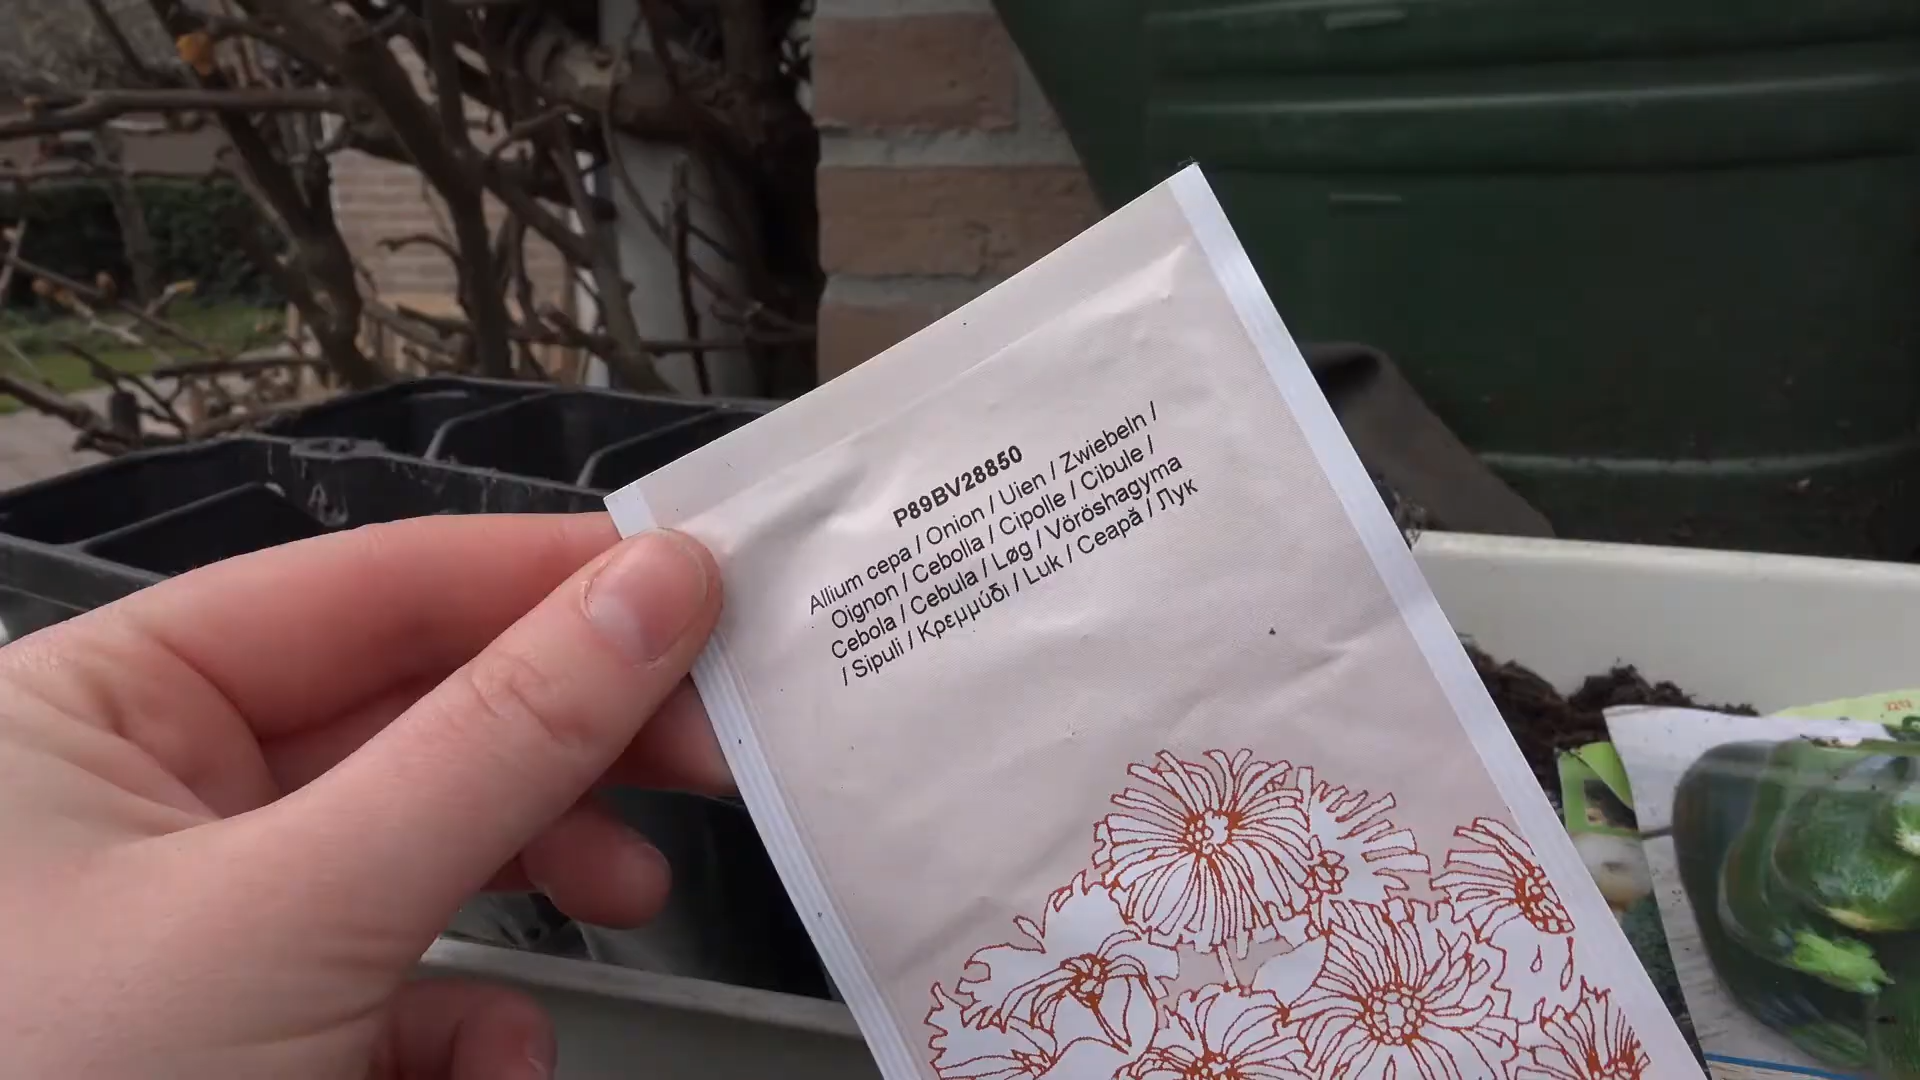 P89BV28850
Allium cepa / Onion / Uien / Zwiebeln /
Oignon / Cebolla / Cipolle / Cibule /
Cebola / Cebula / Løg / Vöröshagyma
/ Sipuli / Κρεμμύδι / Luk / Ceapă / Лук